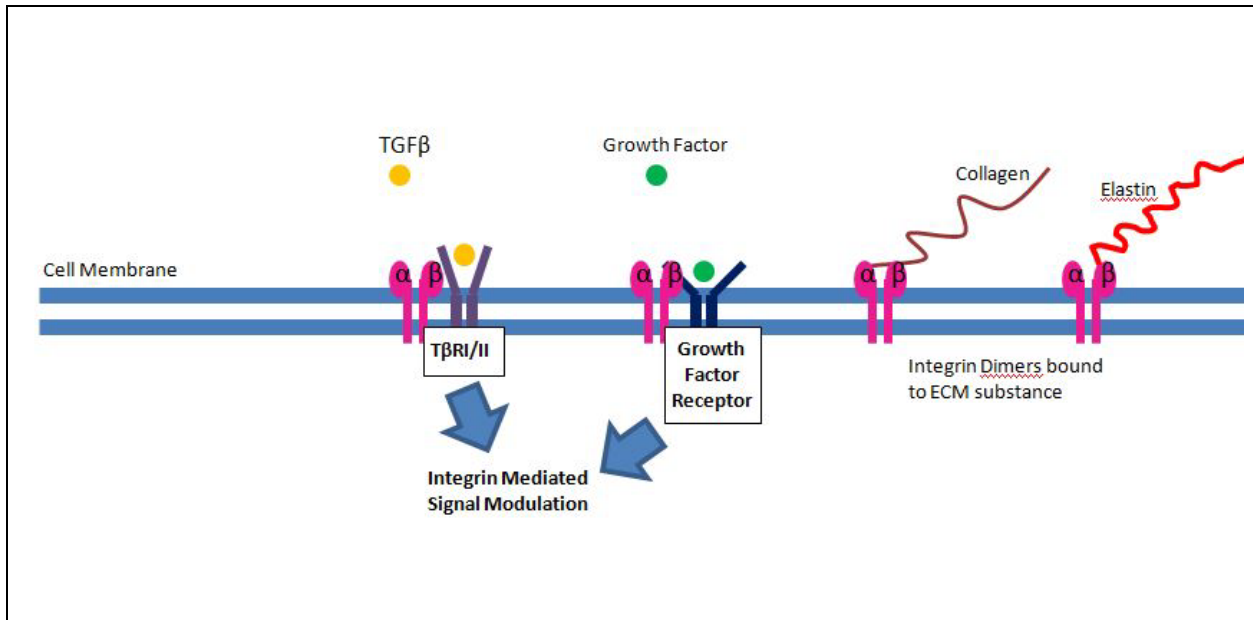 TGFβ
Growth Factor
Collagen
Elastin
Cell Membrane
α β
α β
α β
α β
TβRI/II
Growth
Factor
Receptor
Integrin Dimers bound
to ECM substance
Integrin Mediated
Signal Modulation